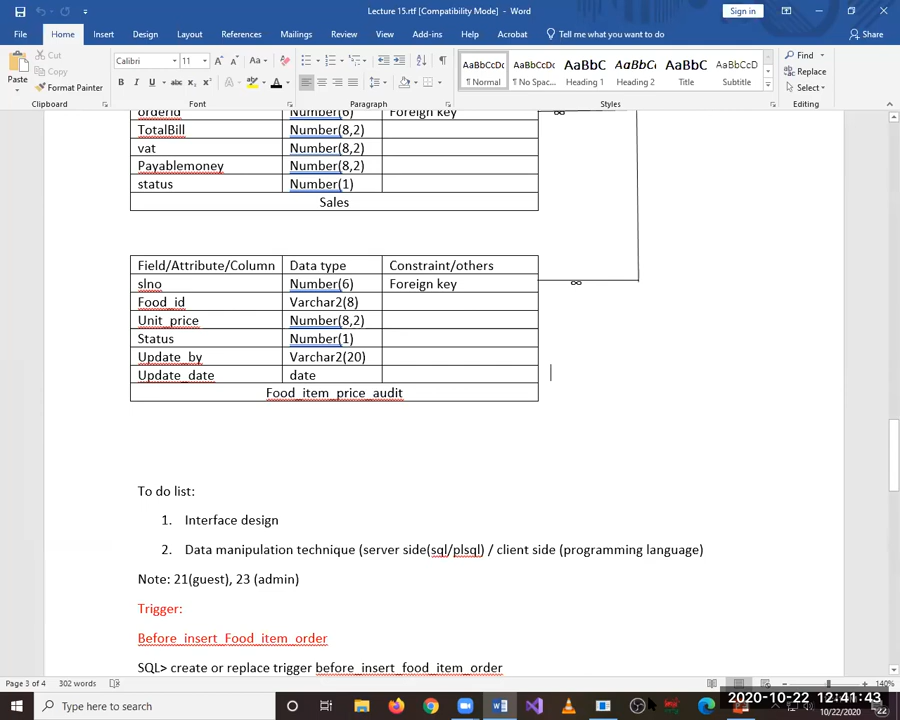 Lecture 15.rtf [Compatibility Mode] - Word
Sign in
File Home Insert Design Layout References Mailings Review View Add-ins Help Acrobat Tell me what you want to do Share
Paste
Cut
Copy
Format Painter
Clipboard
Calibri 11
Font
Paragraph
AaBbCcDc AaBbCcDc AaBbC AaBbCc AaBbC AaBbCcD
¶ Normal ¶ No Spac... Heading 1 Heading 2 Title Subtitle
Styles
Find
Replace
Select
Editing
orderid Number(6) Foreign key
∞
TotalBill Number(8,2)
vat Number(8,2)
Payablemoney Number(8,2)
status Number(1)
Sales
Field/Attribute/Column Data type Constraint/others
slno Number(6) Foreign key
∞
Food_id Varchar2(8)
Unit_price Number(8,2)
Status Number(1)
Update_by Varchar2(20)
Update_date date
Food_item_price_audit
To do list:
1. Interface design
2. Data manipulation technique (server side(sql/plsql) / client side (programming language)
Note: 21(guest), 23 (admin)
Trigger:
Before_insert_Food_item_order
SQL> create or replace trigger before_insert_food_item_order
Page 3 of 4 302 words
140%
Type here to search
2020-10-22 12:41:43
10/22/2020